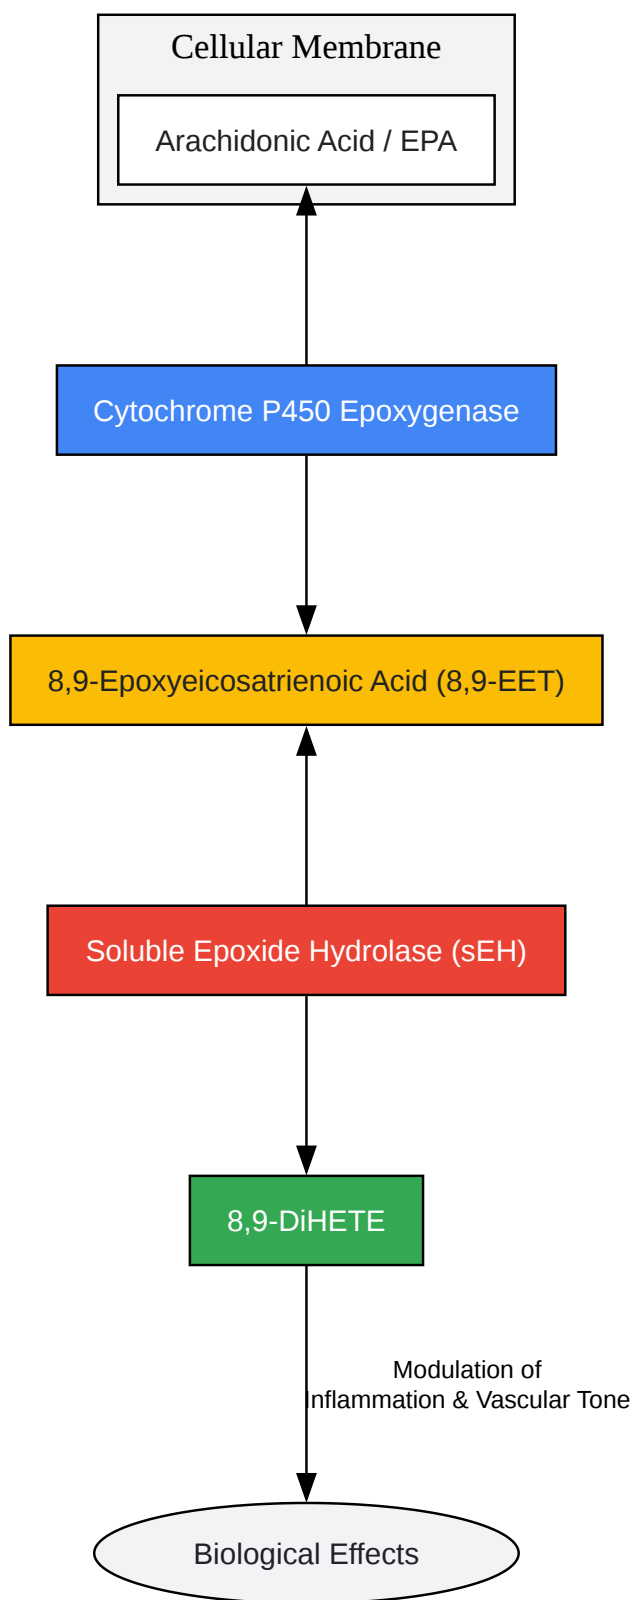 Cellular Membrane
Arachidonic Acid / EPA
Cytochrome P450 Epoxygenase
8,9-Epoxyeicosatrienoic Acid (8,9-EET)
Soluble Epoxide Hydrolase (sEH)
8,9-DiHETE
Modulation of
Inflammation & Vascular Tone
Biological Effects